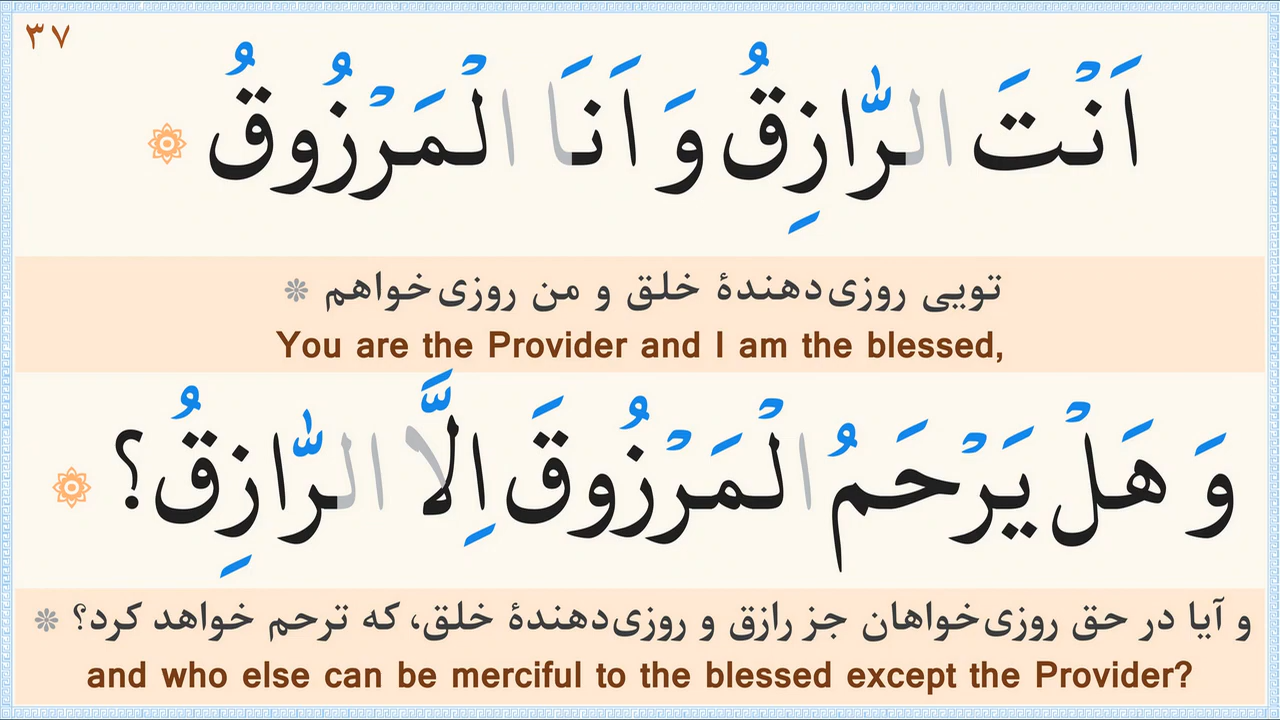 ۳۷
اَنْتَ الرَّازِقُ وَ اَنَا الْمَرْزُوقُ
تویی روزی‌دهندهٔ خلق و من روزی‌خواهم
You are the Provider and I am the blessed,
وَ هَلْ يَرْحَمُ الْمَرْزُوقَ اِلَّا الرَّازِقُ؟
و آیا در حق روزی‌خواهان جز رازق و روزی‌دهندهٔ خلق، که ترحم خواهد کرد؟
and who else can be merciful to the blessed except the Provider?